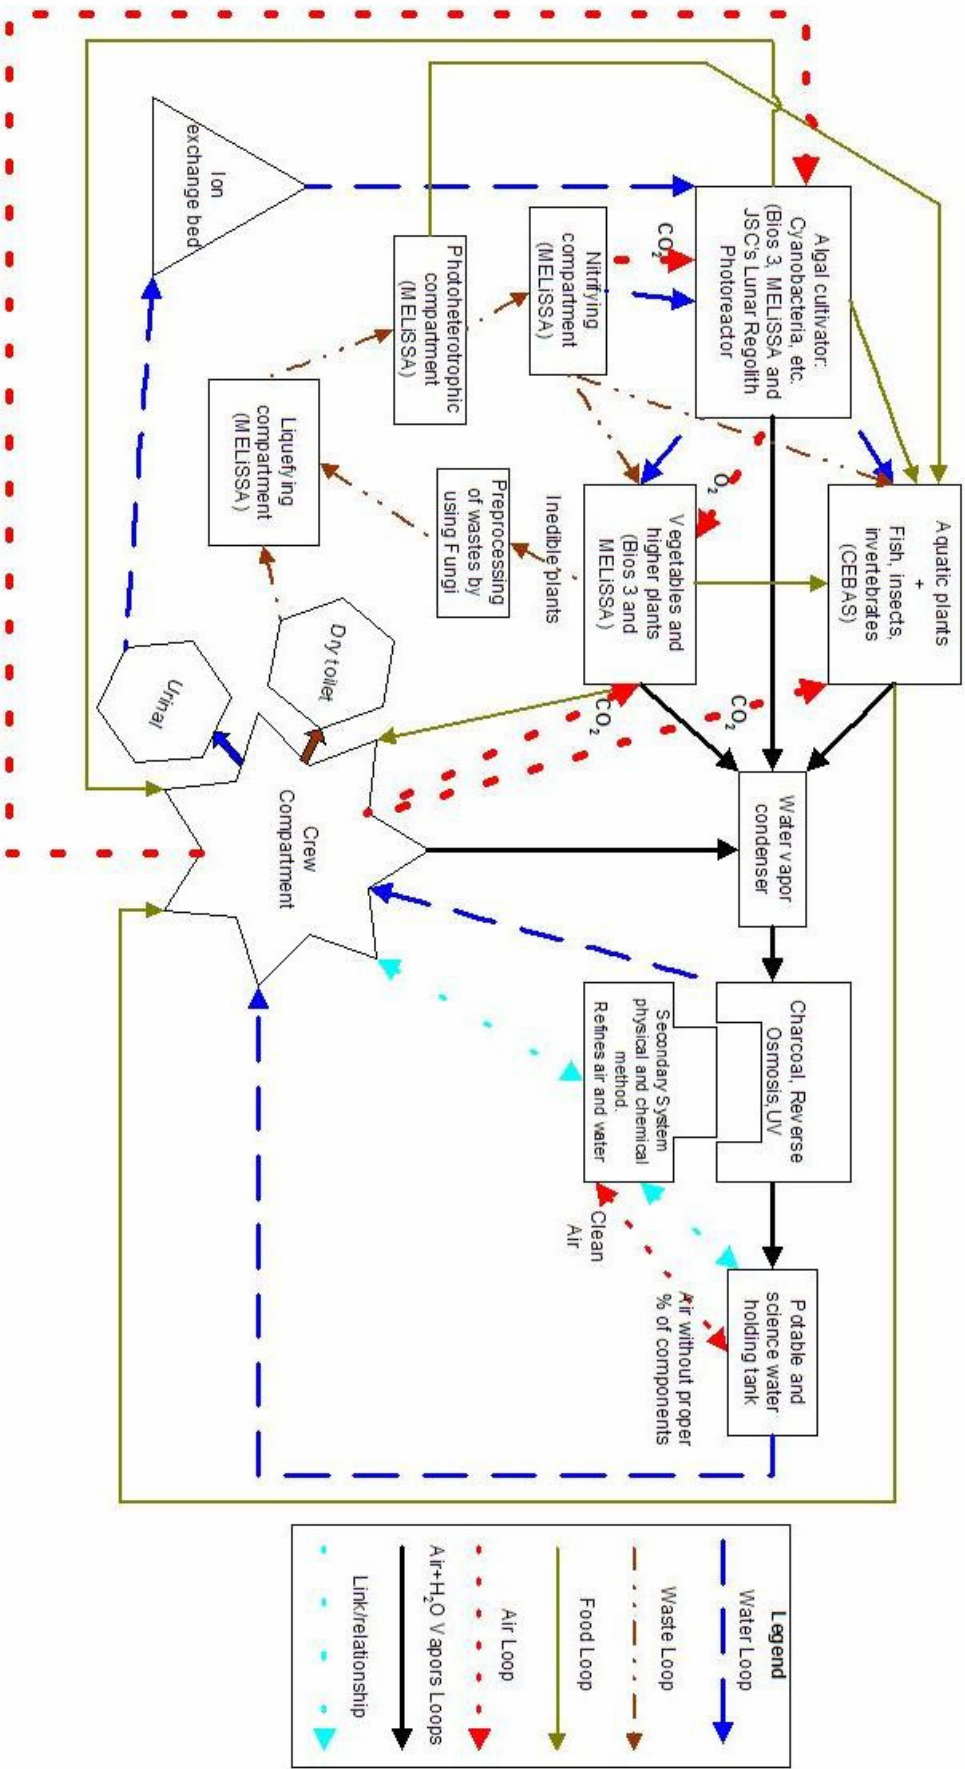 Algal cultivator:
Cyanobacteria, etc.
(Bios 3, MELiSSA and
JSC's Lunar Regolith
Photoreactor
Aquatic plants
+
Fish, insects,
invertebrates
(CEBAS)
Water vapor
condenser
Charcoal, Reverse
Osmosis,UV
Potable and
science water
holding tank
CO2
O2
CO2
CO2
Nitrifying
compartment
(MELiSSA)
Vegetables and
higher plants
(Bios 3 and
MELiSSA)
Secondary System
physical and chemical
method.
Refines air and water
Air without proper
% of components
Clean
Air
Inedible plants
Photoheterotrophic
compartment
(MELiSSA)
Preprocessing
of wastes by
using Fungi
Liquefying
compartment
(MELiSSA)
Dry toilet
Urinal
Crew
Compartment
Ion
exchange bed
Legend
Water Loop
Waste Loop
Food Loop
Air Loop
Air+H2O Vapors Loops
Link/relationship